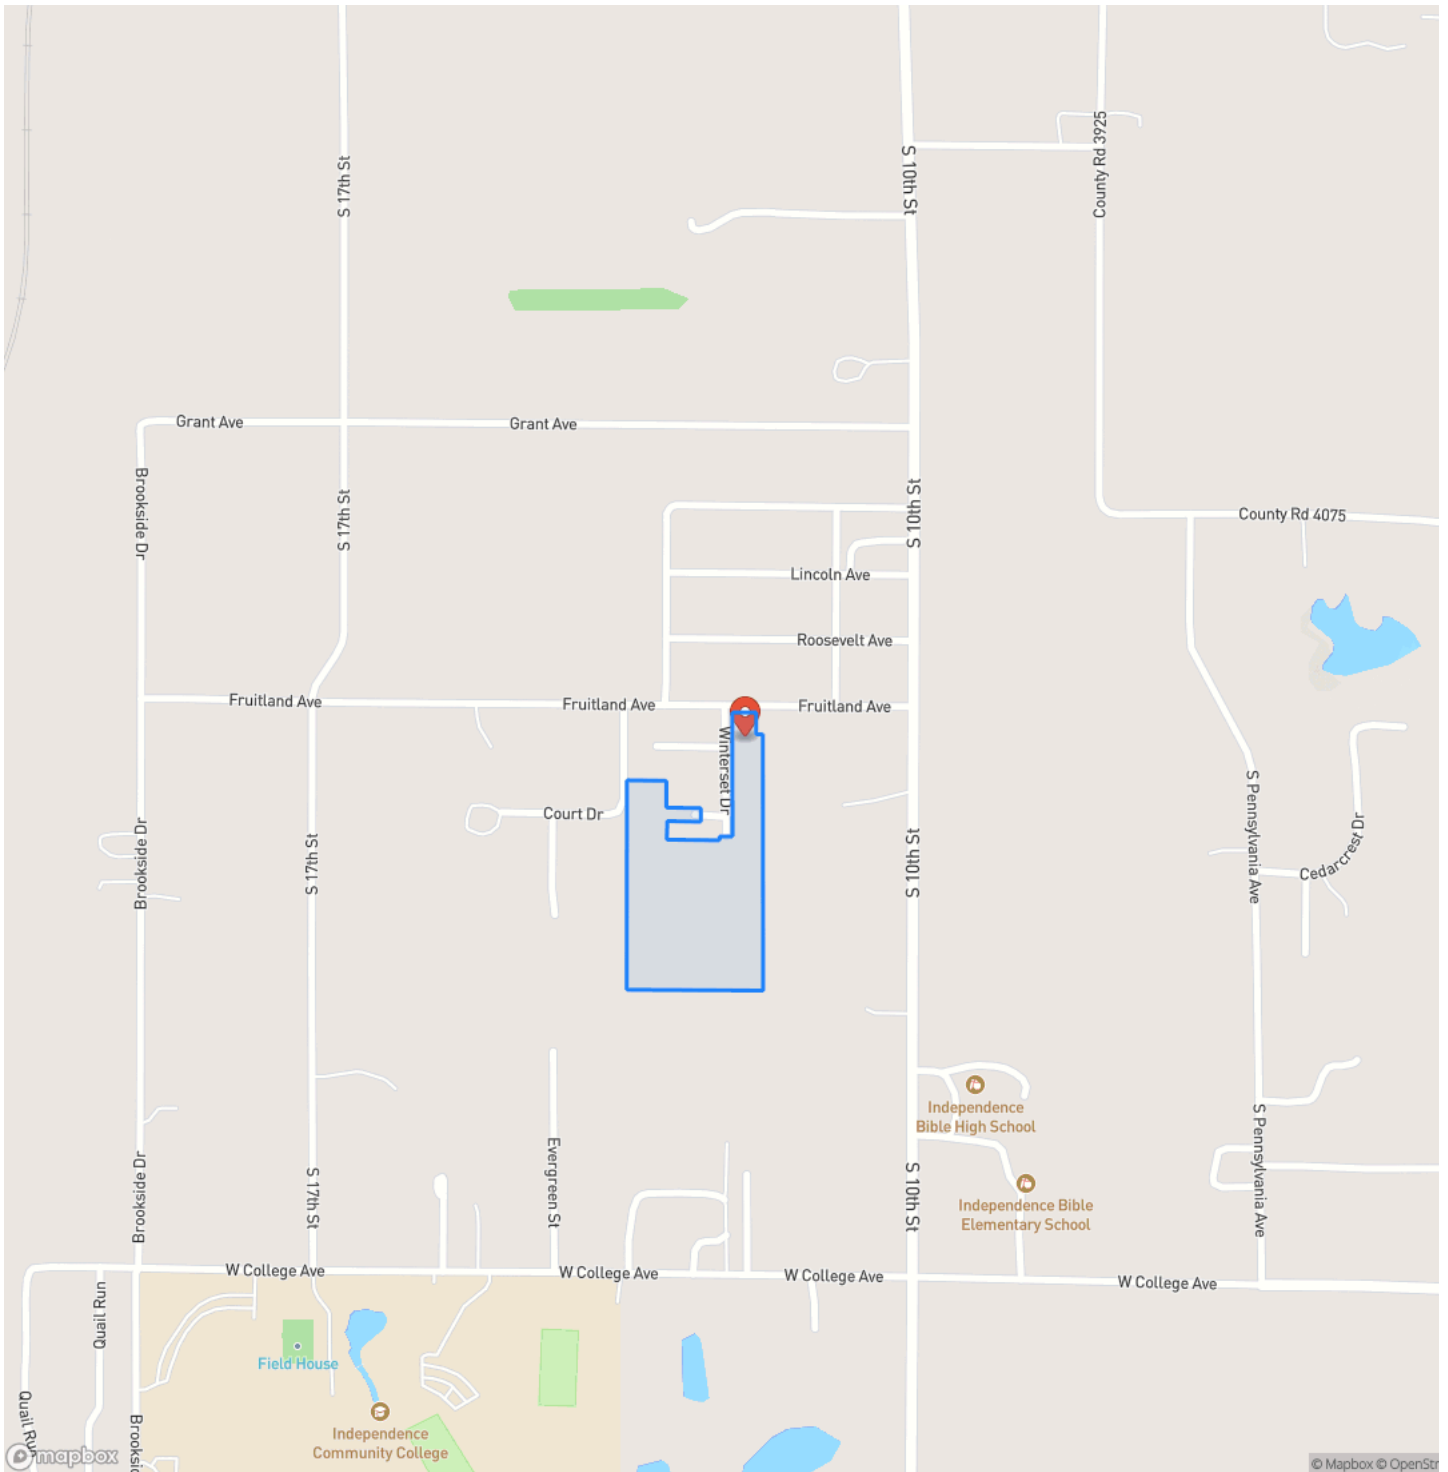 S 17th St
S 10th St
County Rd 3925
Grant Ave
Grant Ave
Brookside Dr
S 17th St
S 10th St
County Rd 4075
Lincoln Ave
Roosevelt Ave
Fruitland Ave
Fruitland Ave
Fruitland Ave
Winterset Dr
Court Dr
S 17th St
Brookside Dr
S 10th St
S Pennsylvania Ave
Cedarcrest Dr
Independence
Bible High School
Brookside Dr
S 17th St
Evergreen St
S 10th St
Independence Bible
Elementary School
S Pennsylvania Ave
W College Ave
W College Ave
W College Ave
W College Ave
Quail Run
Field House
Quail Run
Brooksid
Independence
Community College
mapbox
© Mapbox © OpenStr